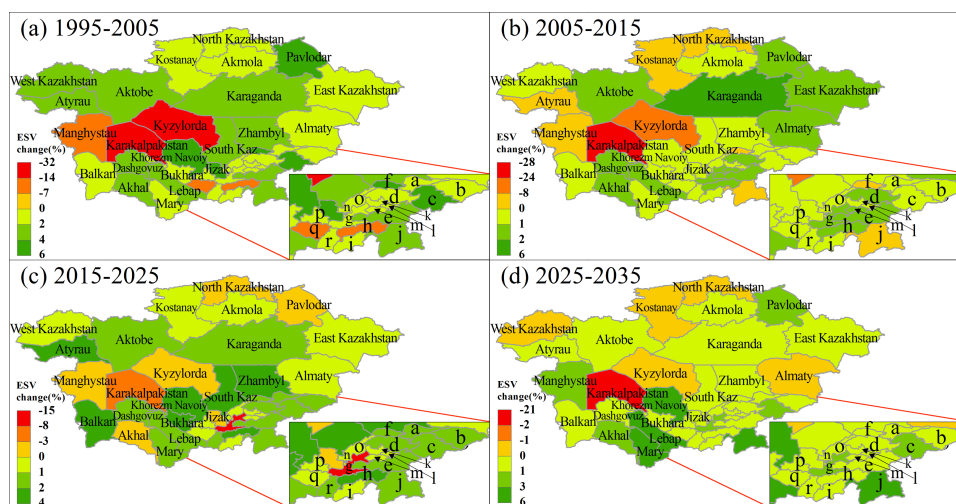 (a) 1995-2005
North Kazakhstan
Kostanay
Akmola
Pavlodar
West Kazakhstan
Atyrau
Aktobe
Karaganda
East Kazakhstan
Manghystau
Kyzylorda
Zhambyl
Almaty
Karakalpakistan
South Kaz
Khorezm Navoiy
Dashgovuz
Bukhara
Jizak
Balkan
Akhal
Lebap
Mary
ESV
change(%)
-32
-14
-7
0
1
2
6
f a
o d b
n c
p g k
q h e m
r i j l
(b) 2005-2015
North Kazakhstan
Kostanay
Akmola
Pavlodar
West Kazakhstan
Atyrau
Aktobe
Karaganda
East Kazakhstan
Manghystau
Kyzylorda
Zhambyl
Almaty
Karakalpakistan
South Kaz
Khorezm Navoiy
Dashgovuz
Bukhara
Jizak
Balkan
Akhal
Lebap
Mary
ESV
change(%)
-28
-24
-8
0
1
2
6
f a
o d b
n c
p g k
q h e m
r i j l
(c) 2015-2025
North Kazakhstan
Kostanay
Akmola
Pavlodar
West Kazakhstan
Atyrau
Aktobe
Karaganda
East Kazakhstan
Manghystau
Kyzylorda
Zhambyl
Almaty
Karakalpakistan
South Kaz
Khorezm Navoiy
Dashgovuz
Bukhara
Jizak
Balkan
Akhal
Lebap
Mary
ESV
change(%)
-15
-8
-3
0
1
2
4
f a
o d b
n c
p g k
q h e m
r i j l
(d) 2025-2035
North Kazakhstan
Kostanay
Akmola
Pavlodar
West Kazakhstan
Atyrau
Aktobe
Karaganda
East Kazakhstan
Manghystau
Kyzylorda
Zhambyl
Almaty
Karakalpakistan
South Kaz
Khorezm Navoiy
Dashgovuz
Bukhara
Jizak
Balkan
Akhal
Lebap
Mary
ESV
change(%)
-21
-2
-1
0
1
3
6
f a
o d b
n c
p g k
q h e m
r i j l